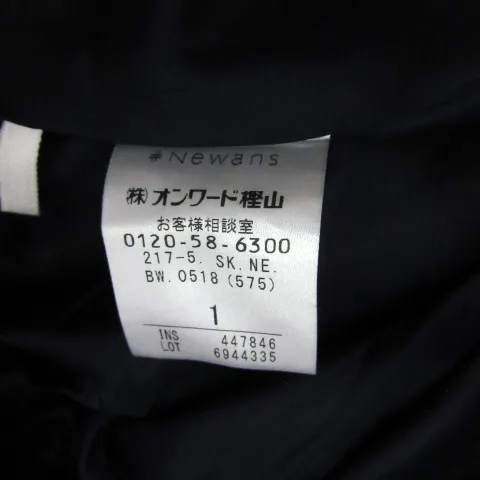 #Newans
㈱オンワード樫山
お客様相談室
0120-58-6300
217-5. SK.NE.
BW.0518(575)
1
INS 447846
LOT 6944335